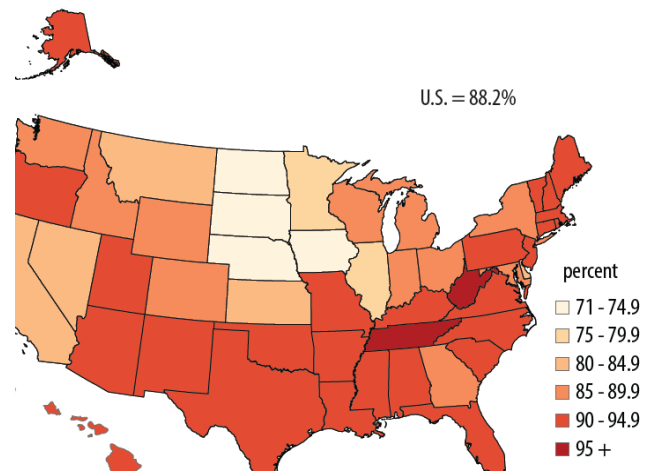 U.S. = 88.2%
percent
71 - 74.9
75 - 79.9
80 - 84.9
85 - 89.9
90 - 94.9
95 +